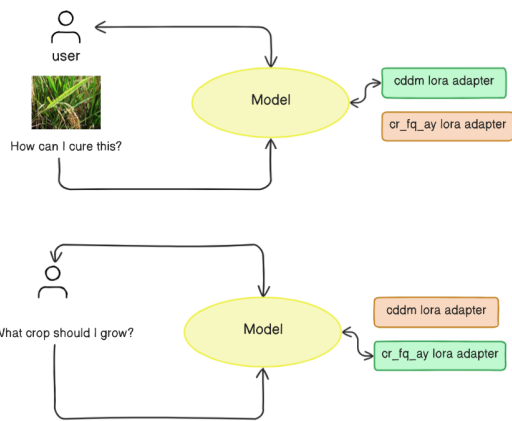 user
Model
cddm lora adapter
cr_fq_ay lora adapter
How can I cure this?
What crop should I grow?
Model
cddm lora adapter
cr_fq_ay lora adapter